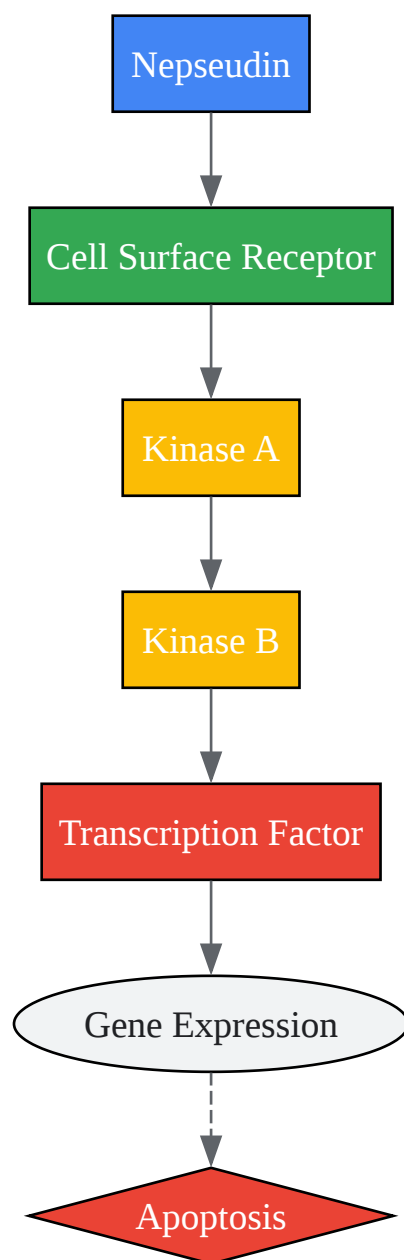 Nepseudin
Cell Surface Receptor
Kinase A
Kinase B
Transcription Factor
Gene Expression
Apoptosis